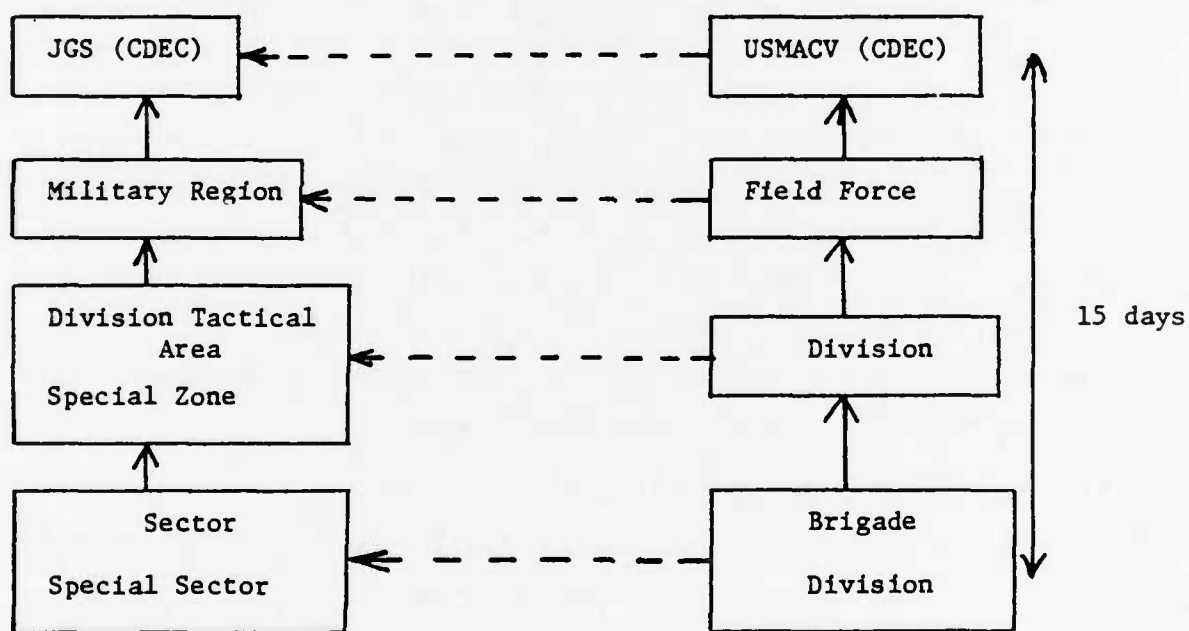 JGS (CDEC)
USMACV (CDEC)
Military Region
Field Force
Division Tactical
Area
Special Zone
Division
15 days
Sector
Special Sector
Brigade
Division